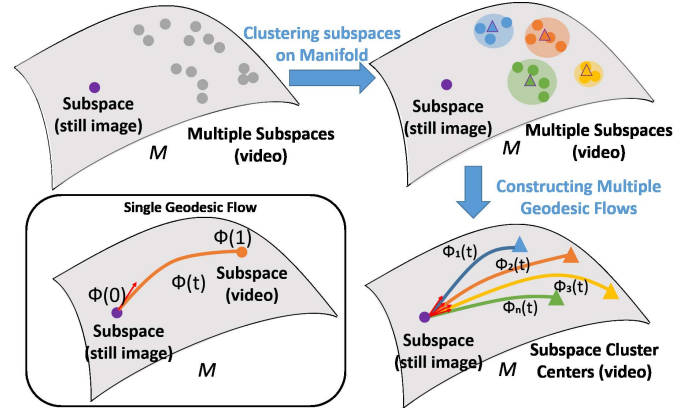 Clustering subspaces
on Manifold
Subspace
(still image)
Multiple Subspaces
(video)
M
Subspace
(still image)
Multiple Subspaces
(video)
M
Constructing Multiple
Geodesic Flows
Single Geodesic Flow
Φ(1)
Φ(t)
Φ(0)
Subspace
(video)
Subspace
(still image)
M
Φ1(t)
Φ2(t)
Φ3(t)
Φn(t)
Subspace
(still image)
Subspace Cluster
Centers (video)
M